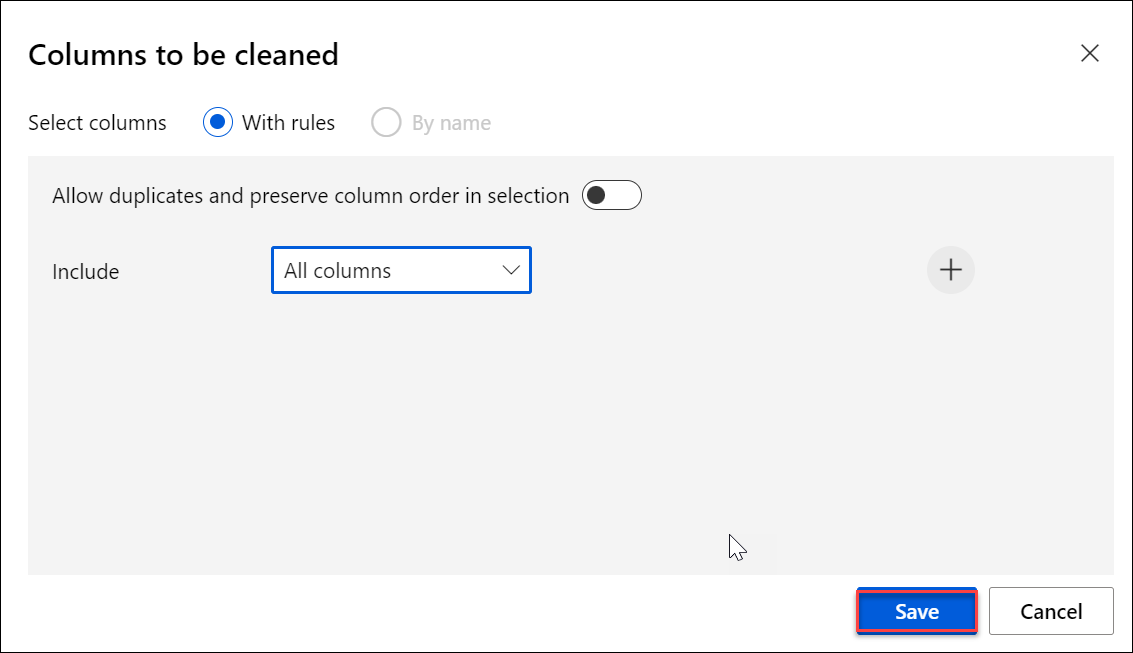 Columns to be cleaned
Select columns With rules By name
Allow duplicates and preserve column order in selection
Include All columns
Save Cancel